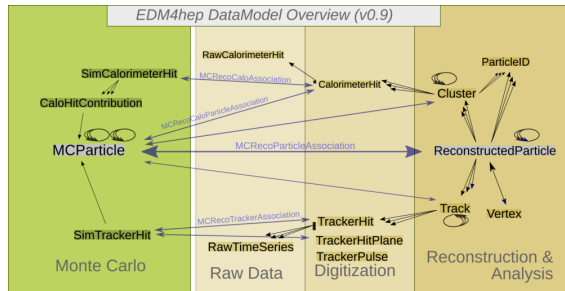 EDM4hep DataModel Overview (v0.9)
RawCalorimeterHit
ParticleID
SimCalorimeterHit
MCRecoCaloAssociation
CalorimeterHit
Cluster
CaloHitContribution
MCRecoCaloParticleAssociation
MCParticle
MCRecoParticleAssociation
ReconstructedParticle
Track
Vertex
MCRecoTrackerAssociation
TrackerHit
SimTrackerHit
RawTimeSeries
TrackerHitPlane
TrackerPulse
Monte Carlo
Raw Data
Digitization
Reconstruction &
Analysis